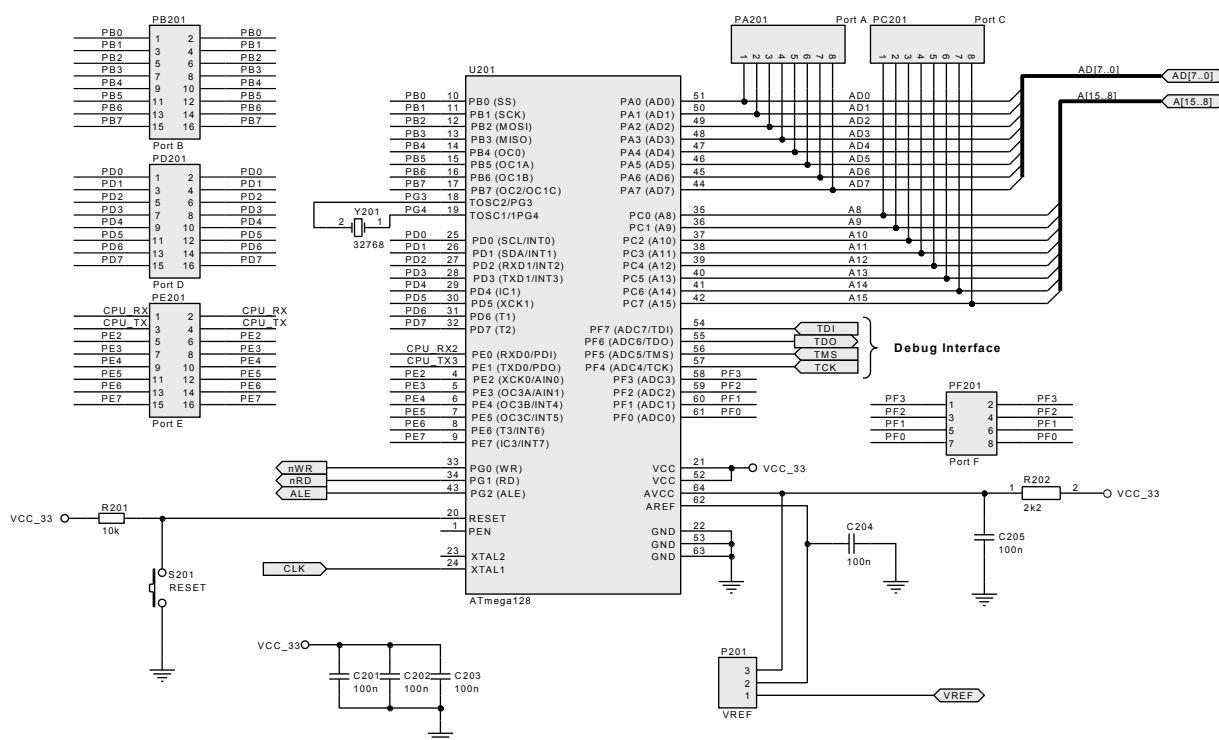 PB201
PB0 1 2 PB0
PB1 3 4 PB1
PB2 5 6 PB2
PB3 7 8 PB3
PB4 9 10 PB4
PB5 11 12 PB5
PB6 13 14 PB6
PB7 15 16 PB7
Port B
PD201
PD0 1 2 PD0
PD1 3 4 PD1
PD2 5 6 PD2
PD3 7 8 PD3
PD4 9 10 PD4
PD5 11 12 PD5
PD6 13 14 PD6
PD7 15 16 PD7
Port D
PE201
CPU_RX 1 2 CPU_RX
CPU_TX 3 4 CPU_TX
PE2 5 6 PE2
PE3 7 8 PE3
PE4 9 10 PE4
PE5 11 12 PE5
PE6 13 14 PE6
PE7 15 16 PE7
Port E
PA201 Port A
1 2 3 4 5 6 7 8
PC201 Port C
1 2 3 4 5 6 7 8
AD[7..0] AD[7..0]
A[15..8] A[15..8]
U201
PB0 10 PB0 (SS)
PB1 11 PB1 (SCK)
PB2 12 PB2 (MOSI)
PB3 13 PB3 (MISO)
PB4 14 PB4 (OC0)
PB5 15 PB5 (OC1A)
PB6 16 PB6 (OC1B)
PB7 17 PB7 (OC2/OC1C)
PG3 18 TOSC2/PG3
PG4 19 TOSC1/1PG4
Y201
2 1
32768
PD0 25 PD0 (SCL/INT0)
PD1 26 PD1 (SDA/INT1)
PD2 27 PD2 (RXD1/INT2)
PD3 28 PD3 (TXD1/INT3)
PD4 29 PD4 (IC1)
PD5 30 PD5 (XCK1)
PD6 31 PD6 (T1)
PD7 32 PD7 (T2)
CPU_RX2 PE0 (RXD0/PDI)
CPU_TX3 PE1 (TXD0/PDO)
PE2 4 PE2 (XCK0/AIN0)
PE3 5 PE3 (OC3A/AIN1)
PE4 6 PE4 (OC3B/INT4)
PE5 7 PE5 (OC3C/INT5)
PE6 8 PE6 (T3/INT6)
PE7 9 PE7 (IC3/INT7)
nWR 33 PG0 (WR)
nRD 34 PG1 (RD)
ALE 43 PG2 (ALE)
20 RESET
1 PEN
23 XTAL2
CLK 24 XTAL1
ATmega128
PA0 (AD0) 51 AD0
PA1 (AD1) 50 AD1
PA2 (AD2) 49 AD2
PA3 (AD3) 48 AD3
PA4 (AD4) 47 AD4
PA5 (AD5) 46 AD5
PA6 (AD6) 45 AD6
PA7 (AD7) 44 AD7
PC0 (A8) 35 A8
PC1 (A9) 36 A9
PC2 (A10) 37 A10
PC3 (A11) 38 A11
PC4 (A12) 39 A12
PC5 (A13) 40 A13
PC6 (A14) 41 A14
PC7 (A15) 42 A15
PF7 (ADC7/TDI) 54 TDI
PF6 (ADC6/TDO) 55 TDO
PF5 (ADC5/TMS) 56 TMS
PF4 (ADC4/TCK) 57 TCK
Debug Interface
PF3 (ADC3) 58 PF3
PF2 (ADC2) 59 PF2
PF1 (ADC1) 60 PF1
PF0 (ADC0) 61 PF0
VCC 21 VCC_33
VCC 52
AVCC 64
AREF 62
GND 22
GND 53
GND 63
PF201
PF3 1 2 PF3
PF2 3 4 PF2
PF1 5 6 PF1
PF0 7 8 PF0
Port F
R202
1 2 VCC_33
2k2
C204
100n
C205
100n
VCC_33 R201
10k
S201
RESET
VCC_33
C201 C202 C203
100n 100n 100n
P201
3
2
1 VREF
VREF